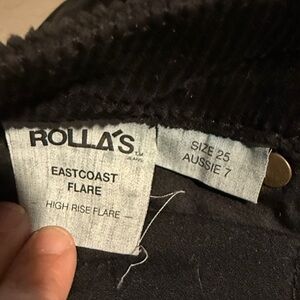 ROLLA'S
JEANS
EASTCOAST
FLARE
— HIGH RISE FLARE —
SIZE 25
AUSSIE 7